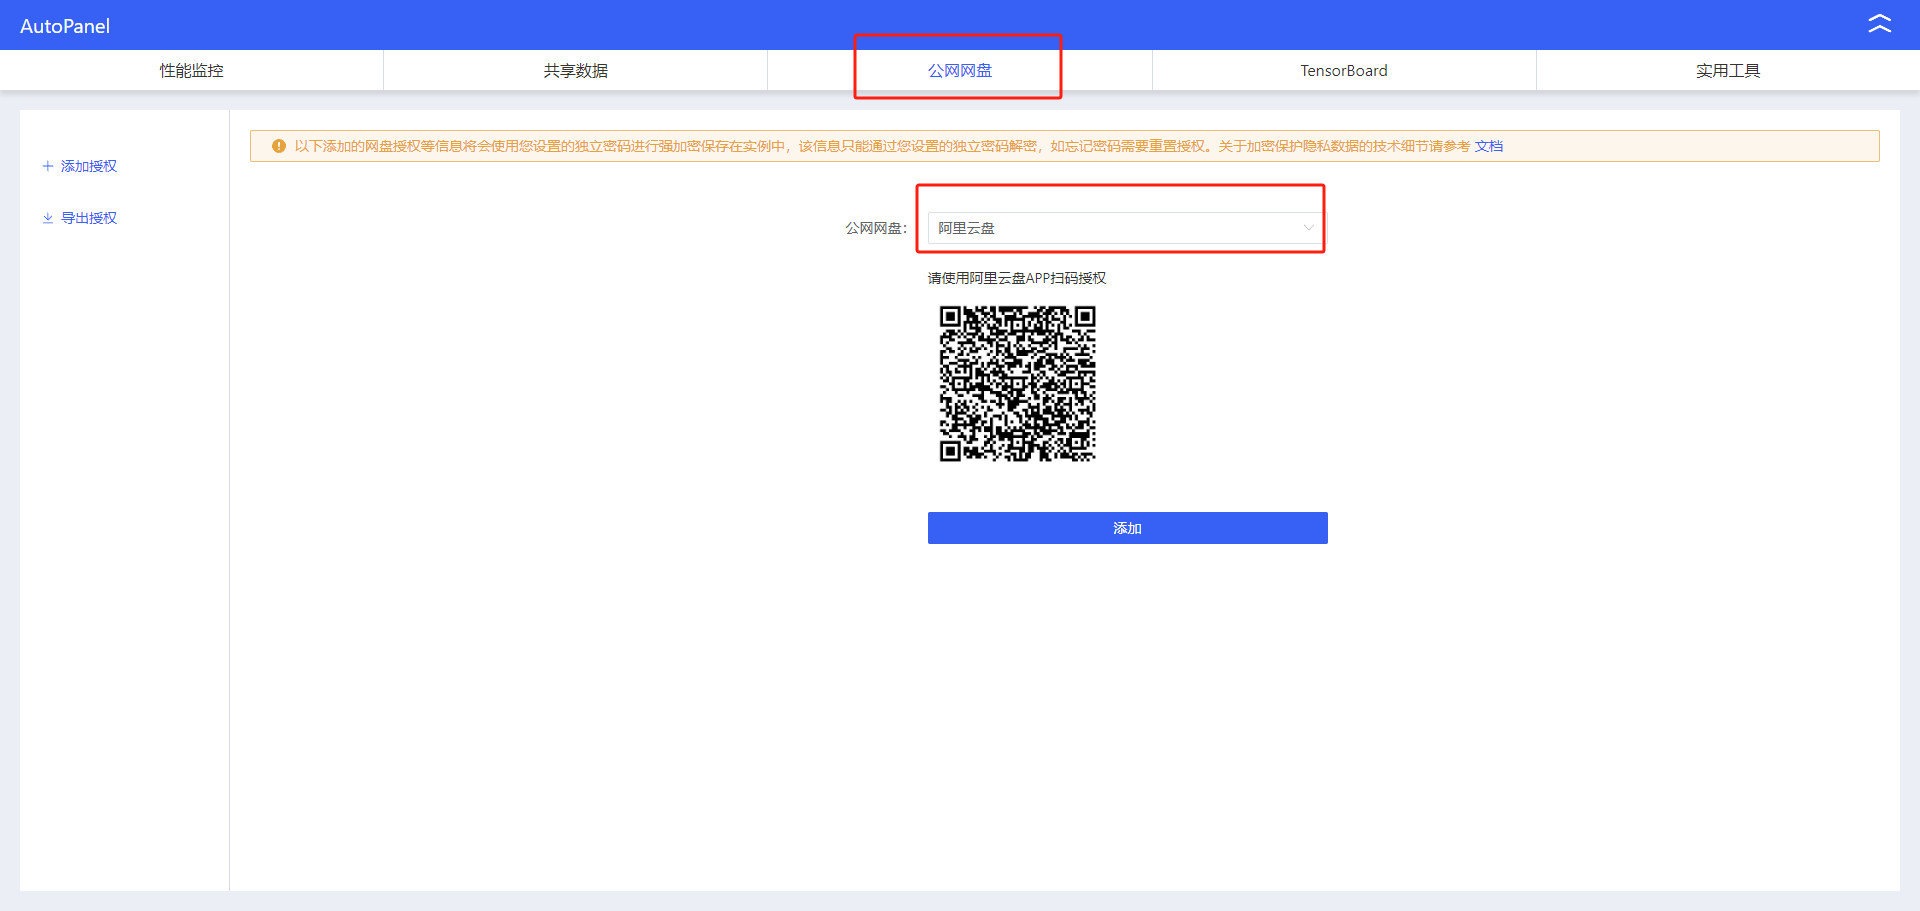 AutoPanel
性能监控
共享数据
公网网盘
TensorBoard
实用工具
添加授权
导出授权
以下添加的网盘授权等信息将会使用您设置的独立密码进行强加密保存在实例中，该信息只能通过您设置的独立密码解密，如忘记密码需要重置授权。关于加密保护隐私数据的技术细节请参考 文档
公网网盘：
阿里云盘
请使用阿里云盘APP扫码授权
添加